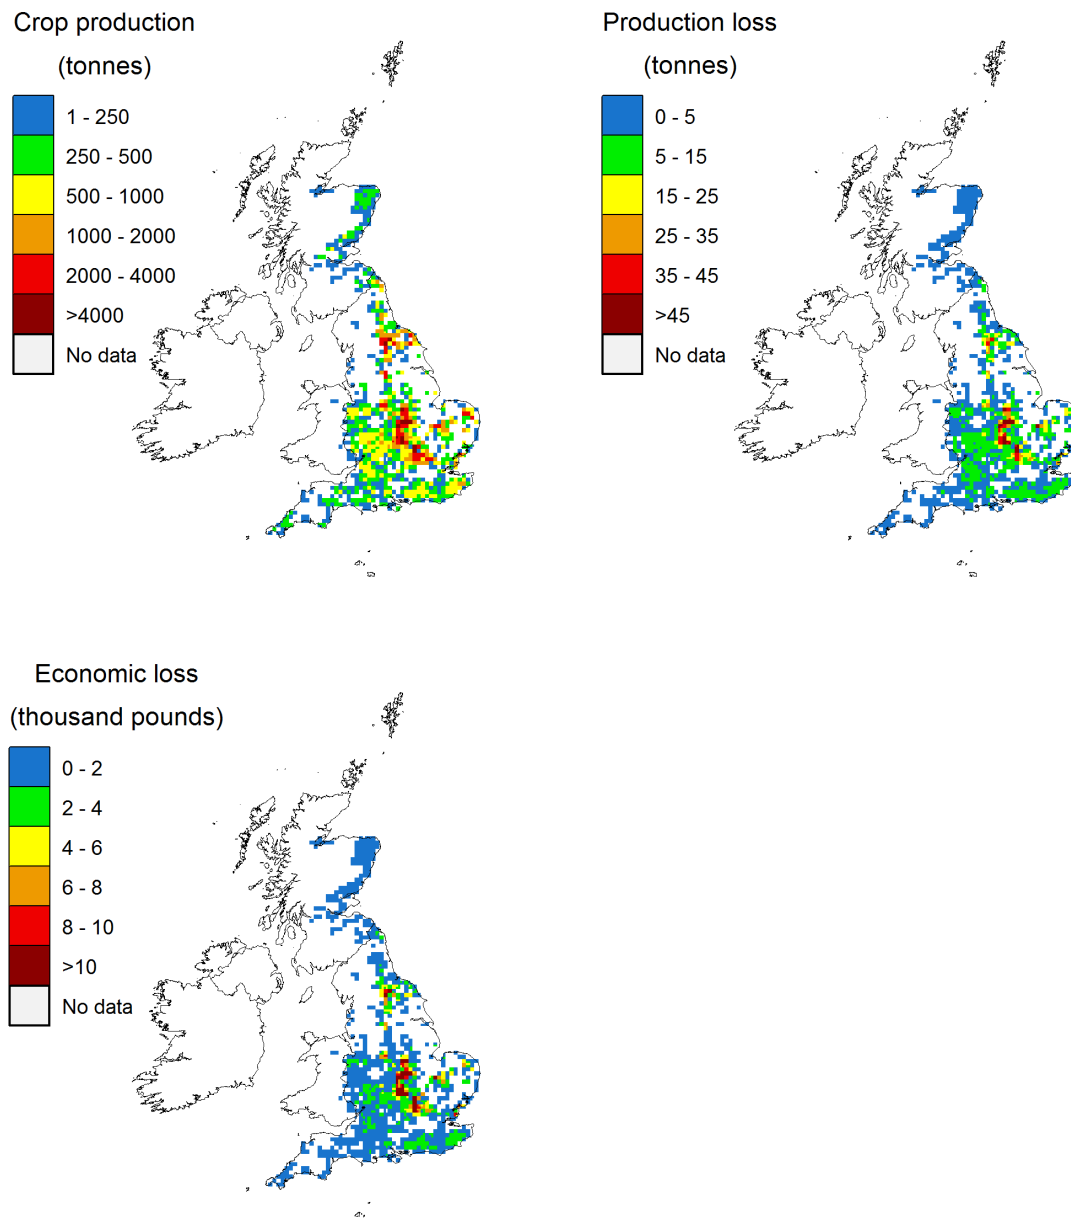 Crop production
(tonnes)
1 - 250
250 - 500
500 - 1000
1000 - 2000
2000 - 4000
>4000
No data
Production loss
(tonnes)
0 - 5
5 - 15
15 - 25
25 - 35
35 - 45
>45
No data
Economic loss
(thousand pounds)
0 - 2
2 - 4
4 - 6
6 - 8
8 - 10
>10
No data